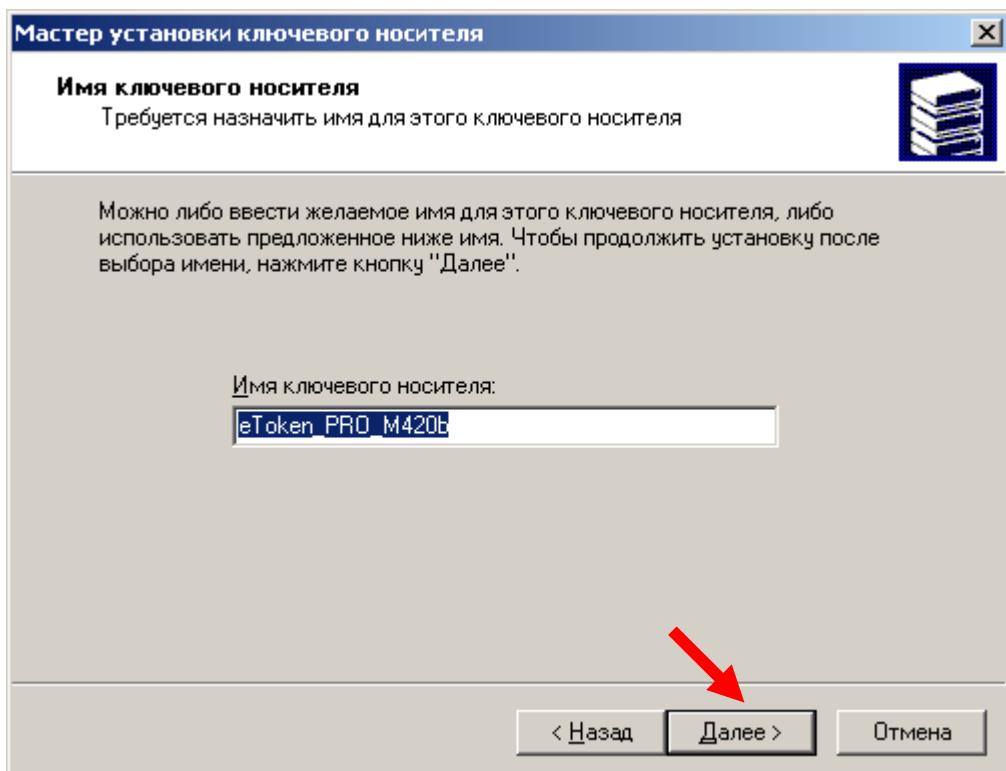 Мастер установки ключевого носителя
Имя ключевого носителя
Требуется назначить имя для этого ключевого носителя
Можно либо ввести желаемое имя для этого ключевого носителя, либо
использовать предложенное ниже имя. Чтобы продолжить установку после
выбора имени, нажмите кнопку "Далее".
Имя ключевого носителя:
eToken_PRO_M420b
< Назад Далее > Отмена